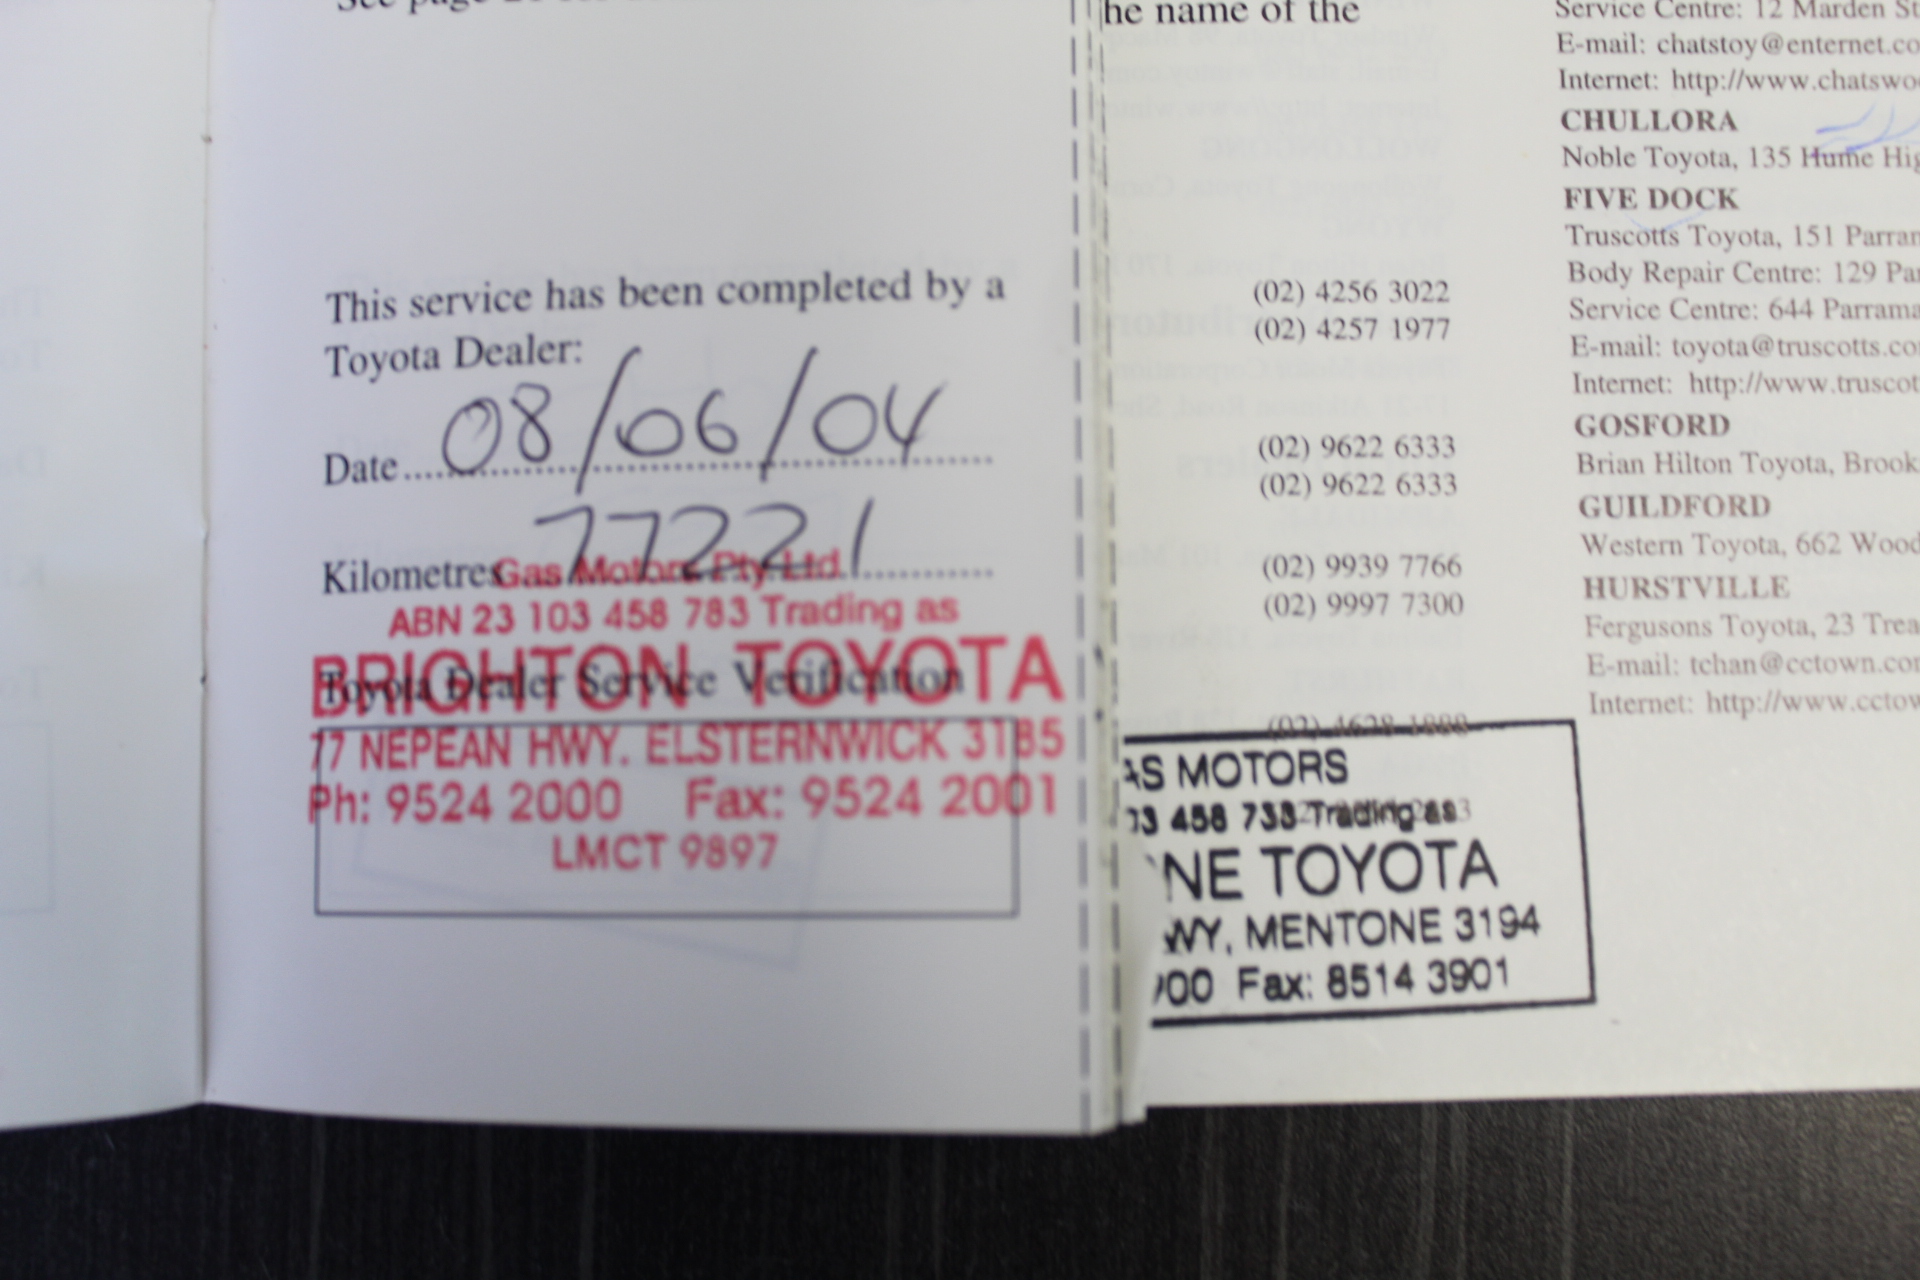 This service has been completed by a
Toyota Dealer:
Date 08/06/04
Kilometres 77221
Gas Motors Pty Ltd
ABN 23 103 458 783 Trading as
BRIGHTON TOYOTA
Toyota Dealer Service Verification
77 NEPEAN HWY. ELSTERNWICK 3185
Ph: 9524 2000 Fax: 9524 2001
LMCT 9897
he name of the
(02) 4256 3022
(02) 4257 1977
(02) 9622 6333
(02) 9622 6333
(02) 9939 7766
(02) 9997 7300
(02) 4628 1888
AS MOTORS
03 458 733 Trading as
NE TOYOTA
WY, MENTONE 3194
900 Fax: 8514 3901
Service Centre: 12 Marden St
E-mail: chatstoy@enternet.co
Internet: http://www.chatswo
CHULLORA
Noble Toyota, 135 Hume Hig
FIVE DOCK
Truscotts Toyota, 151 Parram
Body Repair Centre: 129 Par
Service Centre: 644 Parrama
E-mail: toyota@truscotts.co
Internet: http://www.truscot
GOSFORD
Brian Hilton Toyota, Brook
GUILDFORD
Western Toyota, 662 Wood
HURSTVILLE
Fergusons Toyota, 23 Trea
E-mail: tchan@cctown.co
Internet: http://www.cctow